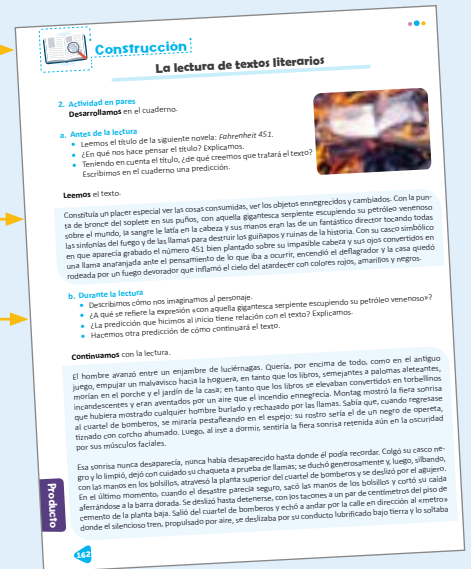 Construcción
La lectura de textos literarios
2. Actividad en pares
Desarrollamos en el cuaderno.
a. Antes de la lectura
• Leemos el título de la siguiente novela: Fahrenheit 451.
• ¿En qué nos hace pensar el título? Explicamos.
• Teniendo en cuenta el título, ¿de qué creemos que tratará el texto?
Escribimos en el cuaderno una predicción.
Leemos el texto.
Constituía un placer especial ver las cosas consumidas, ver los objetos ennegrecidos y cambiados. Con la pun-
ta de bronce del soplete en sus puños, con aquella gigantesca serpiente escupiendo su petróleo venenoso
sobre el mundo, la sangre le latía en la cabeza y sus manos eran las de un fantástico director tocando todas
las sinfonías del fuego y de las llamas para destruir los guiñapos y ruinas de la historia. Con su casco simbólico
en que aparecía grabado el número 451 bien plantado sobre su impasible cabeza y sus ojos convertidos en
una llama anaranjada ante el pensamiento de lo que iba a ocurrir, encendió el deflagrador y la casa quedó
rodeada por un fuego devorador que inflamó el cielo del atardecer con colores rojos, amarillos y negros.
b. Durante la lectura
• Describimos cómo nos imaginamos al personaje.
• ¿A qué se refiere la expresión «con aquella gigantesca serpiente escupiendo su petróleo venenoso»?
• ¿La predicción que hicimos al inicio tiene relación con el texto? Explicamos.
• Hacemos otra predicción de cómo continuará el texto.
Continuamos con la lectura.
El hombre avanzó entre un enjambre de luciérnagas. Quería, por encima de todo, como en el antiguo
juego, empujar un malvavisco hacia la hoguera, en tanto que los libros, semejantes a palomas aleteantes,
morían en el porche y el jardín de la casa; en tanto que los libros se elevaban convertidos en torbellinos
incandescentes y eran aventados por un aire que el incendio ennegrecía. Montag mostró la fiera sonrisa
que hubiera mostrado cualquier hombre burlado y rechazado por las llamas. Sabía que, cuando regresase
al cuartel de bomberos, se miraría pestañeando en el espejo: su rostro sería el de un negro de opereta,
tiznado con corcho ahumado. Luego, al irse a dormir, sentiría la fiera sonrisa retenida aún en la oscuridad
por sus músculos faciales.
Esa sonrisa nunca desaparecía, nunca había desaparecido hasta donde él podía recordar. Colgó su casco ne-
gro y lo limpió, dejó con cuidado su chaqueta a prueba de llamas; se duchó generosamente y, luego, silbando,
con las manos en los bolsillos, atravesó la planta superior del cuartel de bomberos y se deslizó por el agujero.
En el último momento, cuando el desastre parecía seguro, sacó las manos de los bolsillos y cortó su caída
aferrándose a la barra dorada. Se deslizó hasta detenerse, con los tacones a un par de centímetros del piso de
cemento de la planta baja. Salió del cuartel de bomberos y echó a andar por la calle en dirección al «metro»
donde el silencioso tren, propulsado por aire, se deslizaba por su conducto lubrificado bajo tierra y lo soltaba
Producto
162